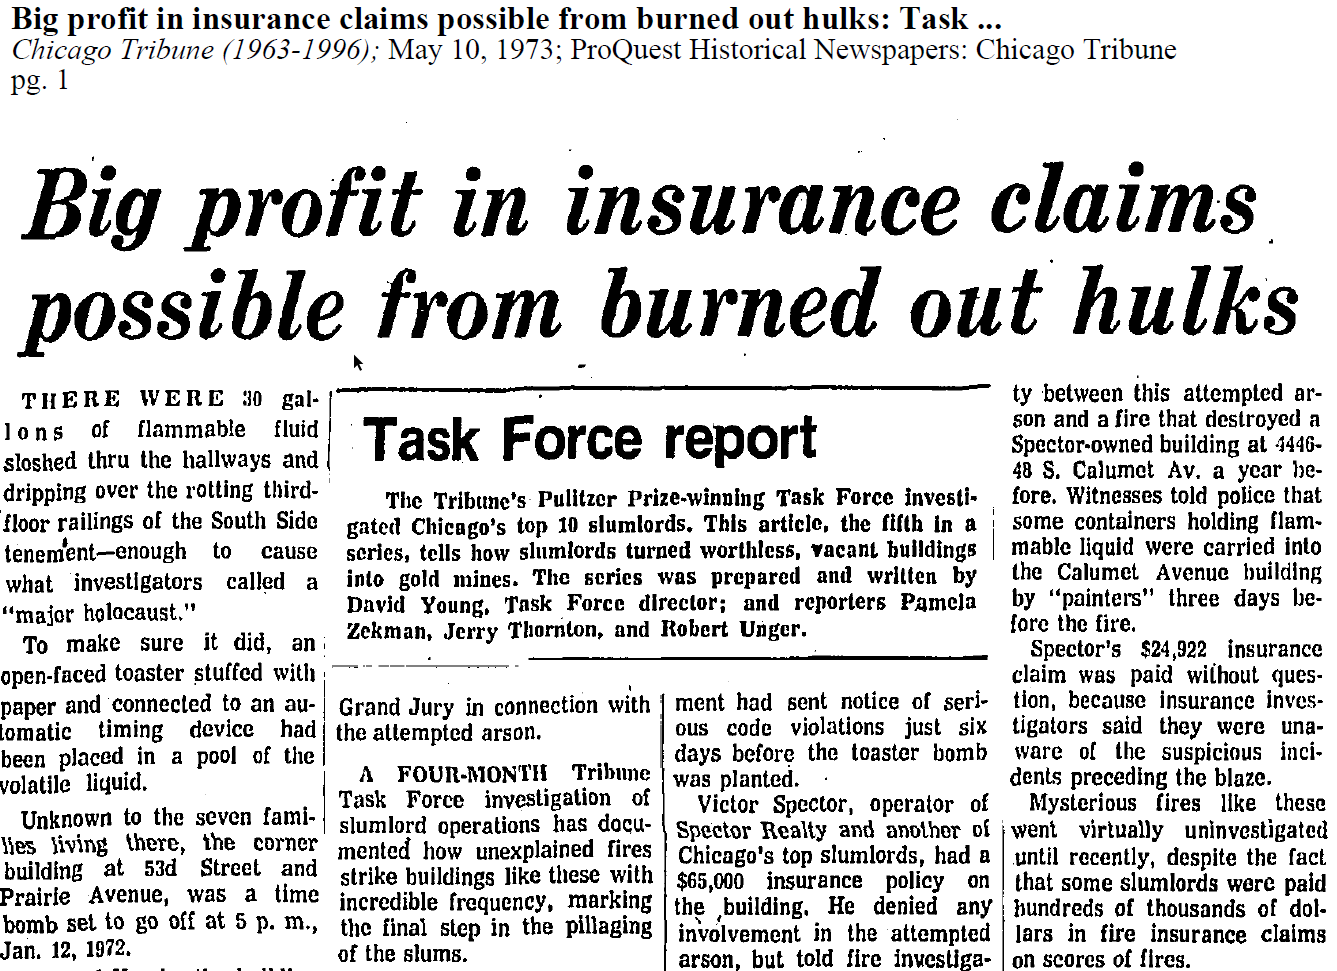 Big profit in insurance claims possible from burned out hulks: Task ...
Chicago Tribune (1963-1996); May 10, 1973; ProQuest Historical Newspapers: Chicago Tribune
pg. 1
Big profit in insurance claims
possible from burned out hulks
THERE WERE 30 gal-
lons of flammable fluid
sloshed thru the hallways and
dripping over the rotting third-
floor railings of the South Side
tenement—enough to cause
what investigators called a
"major holocaust."
To make sure it did, an
open-faced toaster stuffed with
paper and connected to an au-
tomatic timing device had
been placed in a pool of the
volatile liquid.
Unknown to the seven fami-
lies living there, the corner
building at 53d Street and
Prairie Avenue, was a time
bomb set to go off at 5 p. m.,
Jan. 12, 1972.
Task Force report
The Tribune's Pulitzer Prize-winning Task Force investi-
gated Chicago's top 10 slumlords. This article, the fifth in a
series, tells how slumlords turned worthless, vacant buildings
into gold mines. The series was prepared and written by
David Young, Task Force director; and reporters Pamela
Zekman, Jerry Thornton, and Robert Unger.
Grand Jury in connection with
the attempted arson.
A FOUR-MONTH Tribune
Task Force investigation of
slumlord operations has docu-
mented how unexplained fires
strike buildings like these with
incredible frequency, marking
the final step in the pillaging
of the slums.
ment had sent notice of seri-
ous code violations just six
days before the toaster bomb
was planted.
Victor Spector, operator of
Spector Realty and another of
Chicago's top slumlords, had a
$65,000 insurance policy on
the building. He denied any
involvement in the attempted
arson, but told fire investiga-
ty between this attempted ar-
son and a fire that destroyed a
Spector-owned building at 4446-
48 S. Calumet Av. a year be-
fore. Witnesses told police that
some containers holding flam-
mable liquid were carried into
the Calumet Avenue building
by "painters" three days be-
fore the fire.
Spector's $24,922 insurance
claim was paid without ques-
tion, because insurance inves-
tigators said they were una-
ware of the suspicious inci-
dents preceding the blaze.
Mysterious fires like these
went virtually uninvestigated
until recently, despite the fact
that some slumlords were paid
hundreds of thousands of dol-
lars in fire insurance claims
on scores of fires.